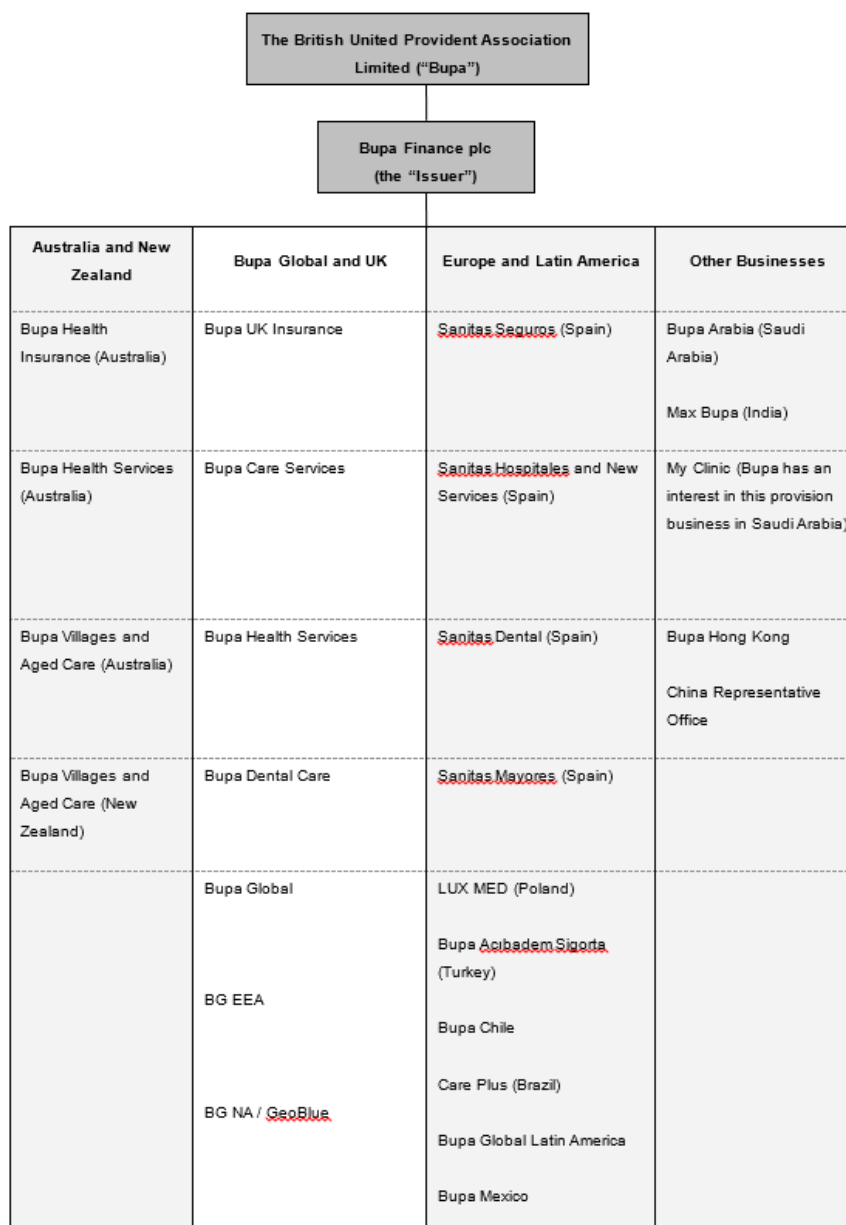 The British United Provident Association
Limited (“Bupa”)
Bupa Finance plc
(the “Issuer”)
Australia and New
Zealand
Bupa Global and UK
Europe and Latin America
Other Businesses
Bupa Health
Insurance (Australia)
Bupa UK Insurance
Sanitas Seguros (Spain)
Bupa Arabia (Saudi
Arabia)
Max Bupa (India)
Bupa Health Services
(Australia)
Bupa Care Services
Sanitas Hospitales and New
Services (Spain)
My Clinic (Bupa has an
interest in this provision
business in Saudi Arabia)
Bupa Villages and
Aged Care (Australia)
Bupa Health Services
Sanitas Dental (Spain)
Bupa Hong Kong
China Representative
Office
Bupa Villages and
Aged Care (New
Zealand)
Bupa Dental Care
Sanitas Mayores (Spain)
Bupa Global
BG EEA
BG NA / GeoBlue
LUX MED (Poland)
Bupa Acıbadem Sigorta
(Turkey)
Bupa Chile
Care Plus (Brazil)
Bupa Global Latin America
Bupa Mexico